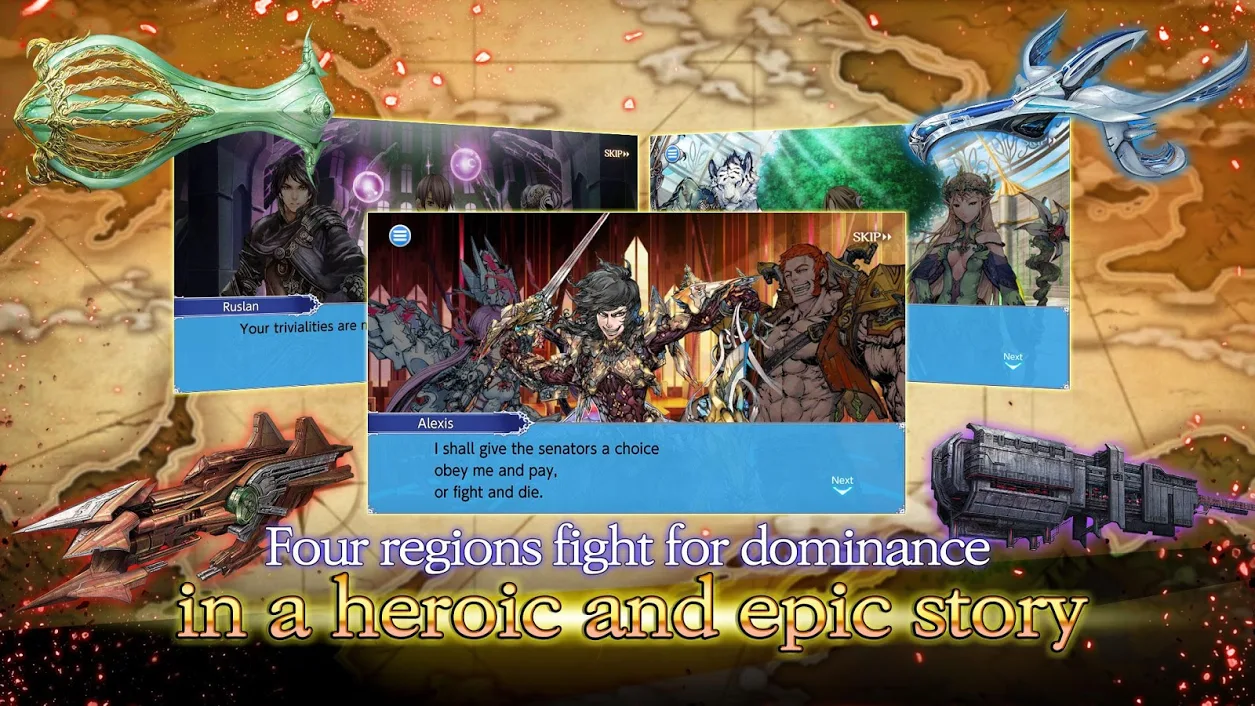 SKIP
Ruslan
Your trivialities are
SKIP
Alexis
I shall give the senators a choice
obey me and pay,
or fight and die.
Next
Next
Four regions fight for dominance
in a heroic and epic story